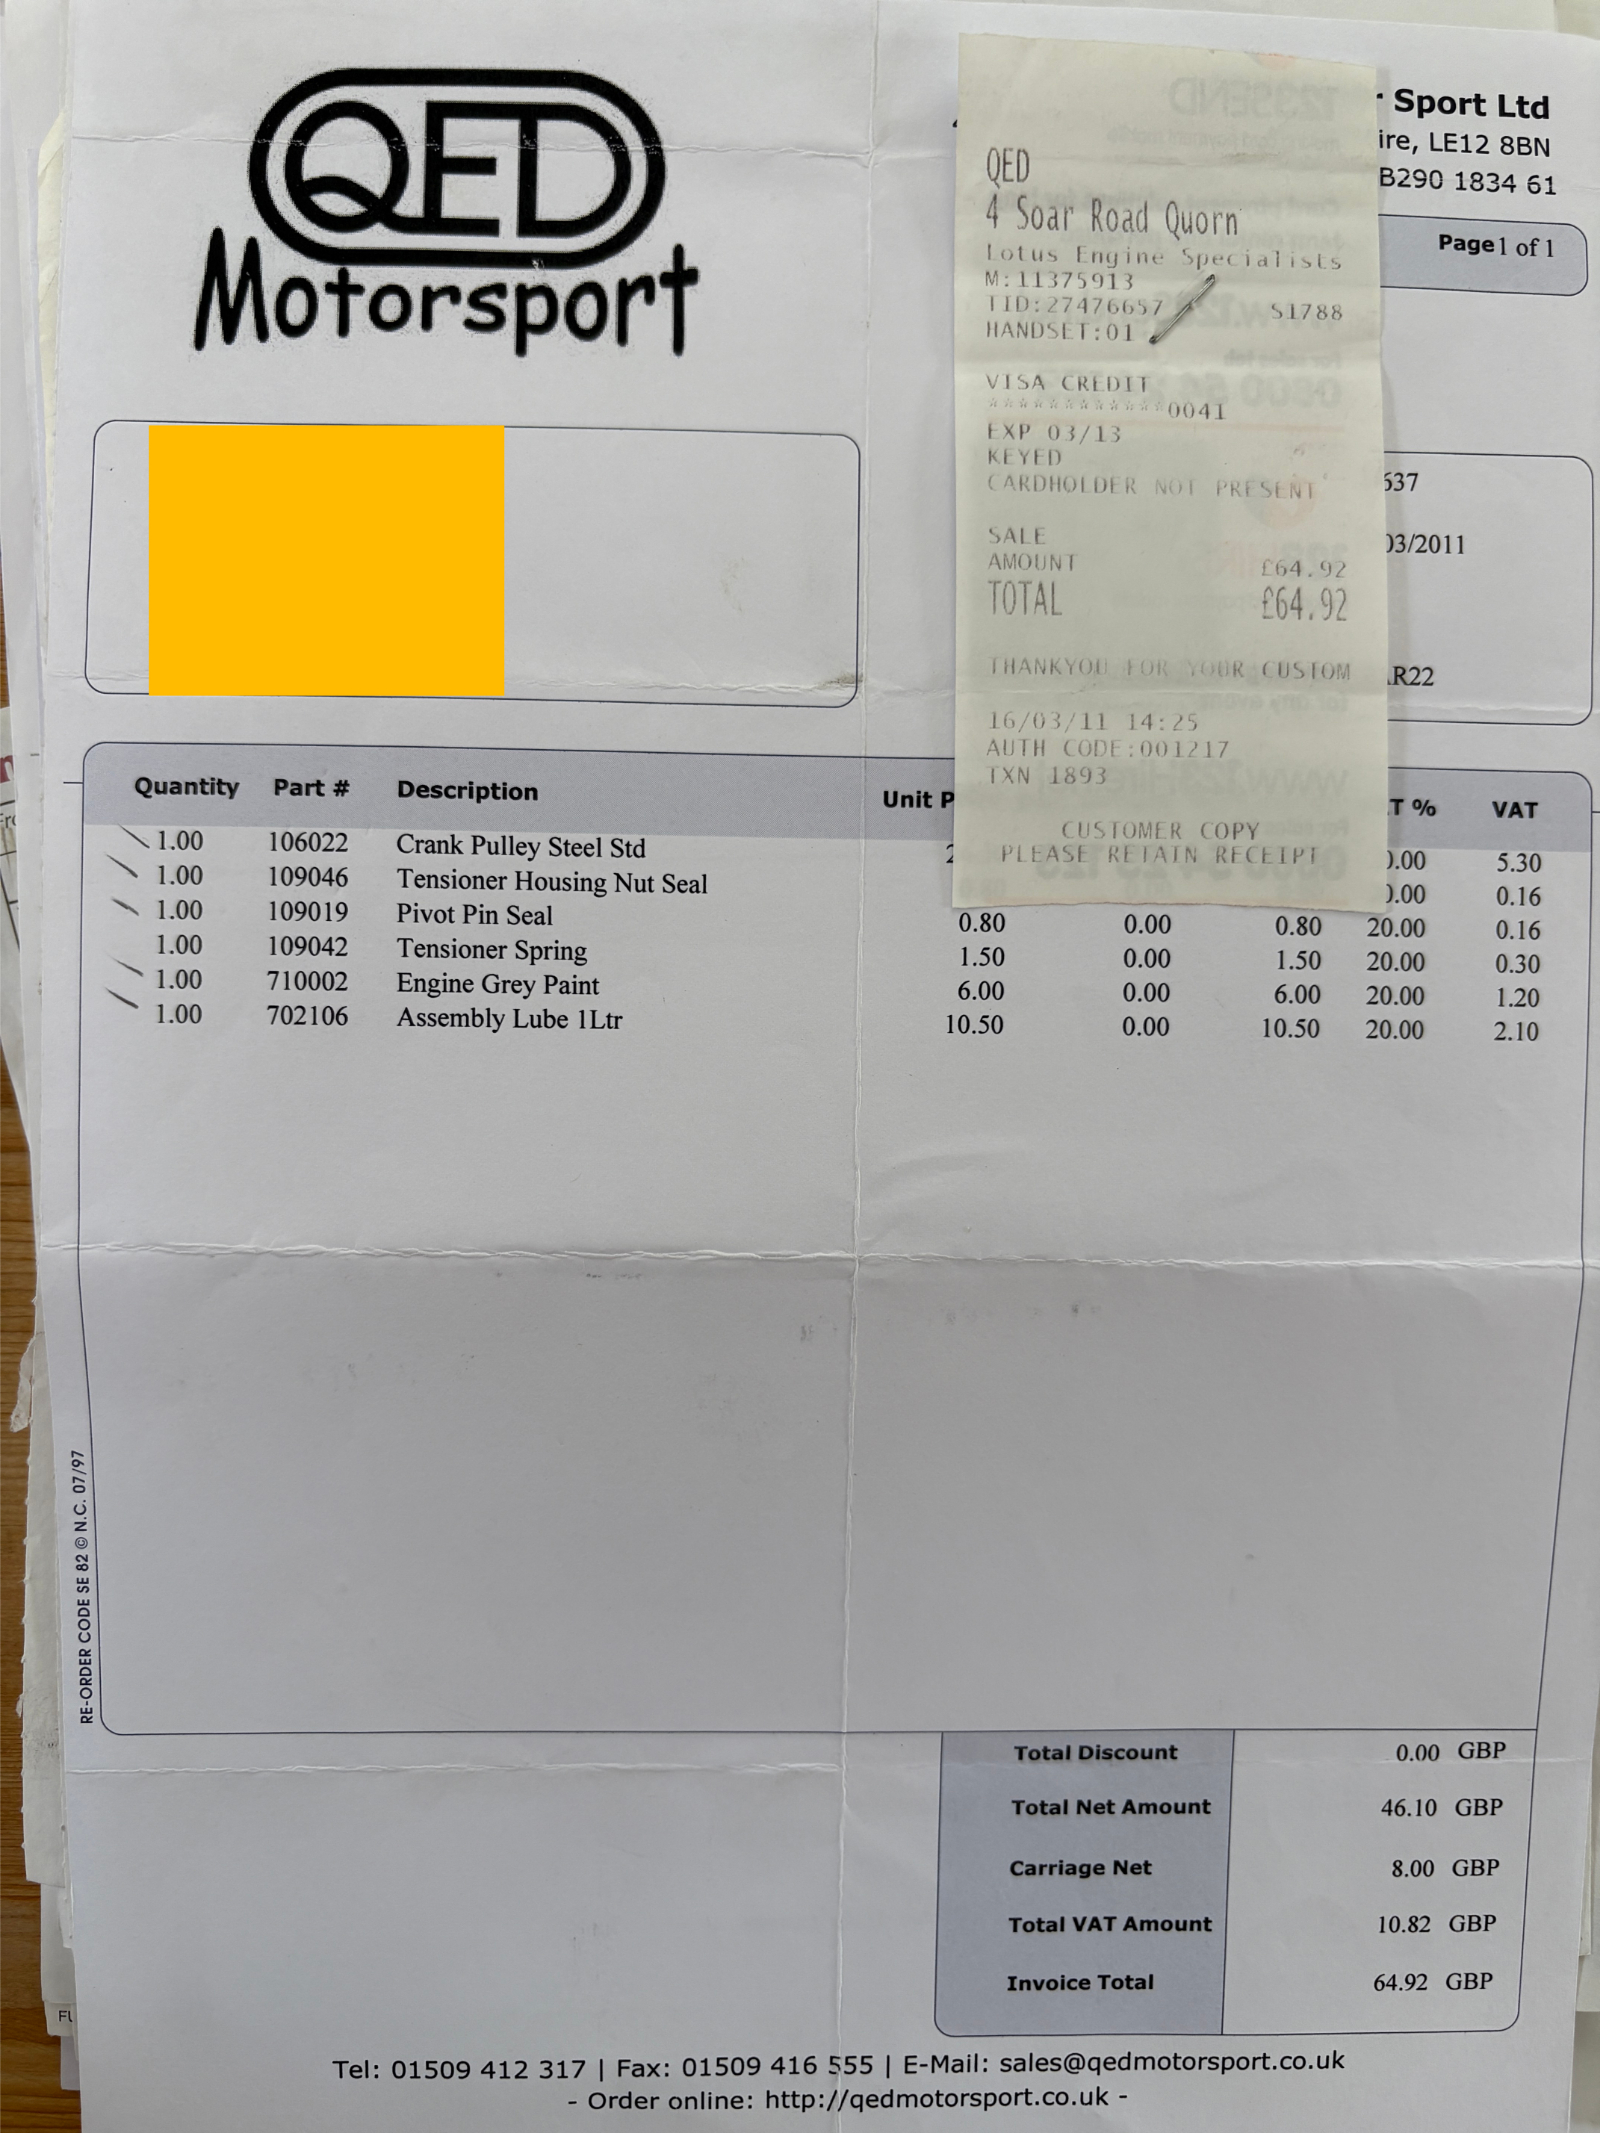 QED
Motorsport
Sport Ltd
ire, LE12 8BN
B290 1834 61
Page1 of 1
QED
4 Soar Road Quorn
Lotus Engine Specialists
M:11375913
TID:27476657 S1788
HANDSET:01
VISA CREDIT
************0041
EXP 03/13
KEYED
CARDHOLDER NOT PRESENT
SALE
AMOUNT £64.92
TOTAL £64.92
THANKYOU FOR YOUR CUSTOM
16/03/11 14:25
AUTH CODE:001217
TXN 1893
CUSTOMER COPY
PLEASE RETAIN RECEIPT
637
03/2011
R22
Quantity Part # Description Unit P T % VAT
1.00 106022 Crank Pulley Steel Std 2 0.00 5.30
1.00 109046 Tensioner Housing Nut Seal 0.00 0.16
1.00 109019 Pivot Pin Seal 0.80 0.00 0.80 20.00 0.16
1.00 109042 Tensioner Spring 1.50 0.00 1.50 20.00 0.30
1.00 710002 Engine Grey Paint 6.00 0.00 6.00 20.00 1.20
1.00 702106 Assembly Lube 1Ltr 10.50 0.00 10.50 20.00 2.10
RE-ORDER CODE SE 82 © N.C. 07/97
Total Discount 0.00 GBP
Total Net Amount 46.10 GBP
Carriage Net 8.00 GBP
Total VAT Amount 10.82 GBP
Invoice Total 64.92 GBP
Tel: 01509 412 317 | Fax: 01509 416 555 | E-Mail: sales@qedmotorsport.co.uk
- Order online: http://qedmotorsport.co.uk -